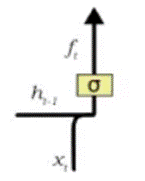 f_t
σ
h_{t-1}
x_t